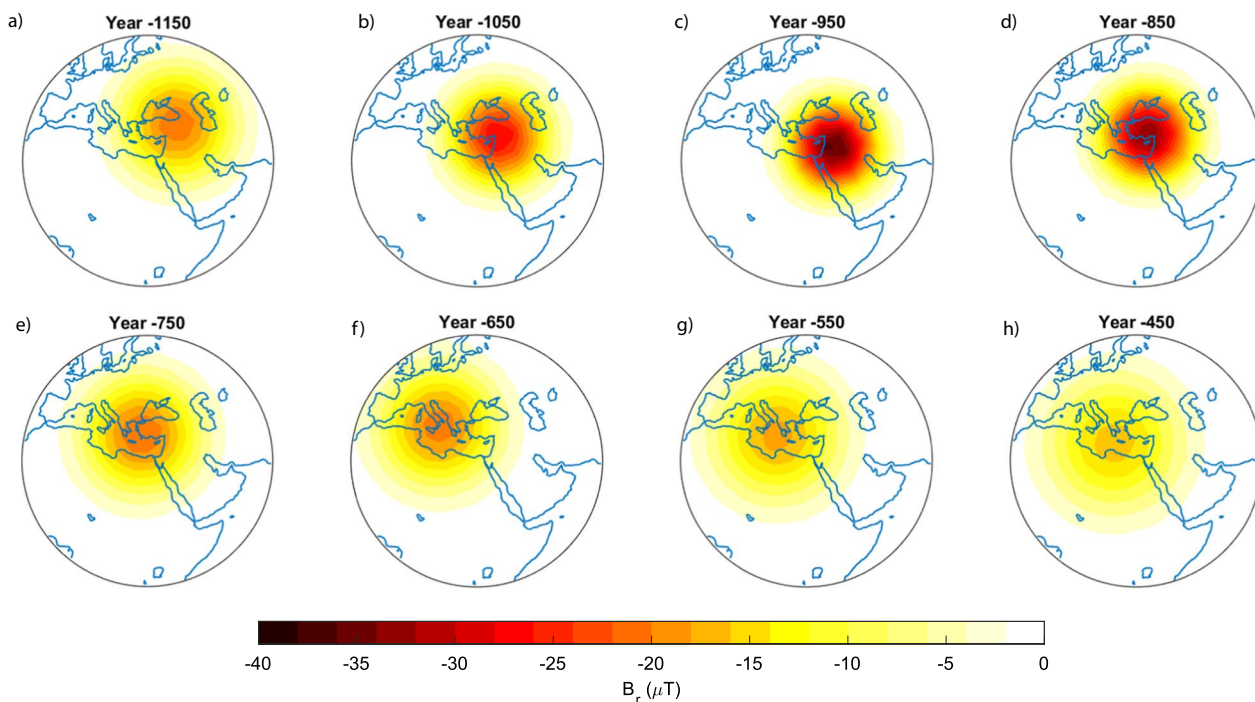 a) Year -1150
b) Year -1050
c) Year -950
d) Year -850
e) Year -750
f) Year -650
g) Year -550
h) Year -450
-40 -35 -30 -25 -20 -15 -10 -5 0
B_r (μT)